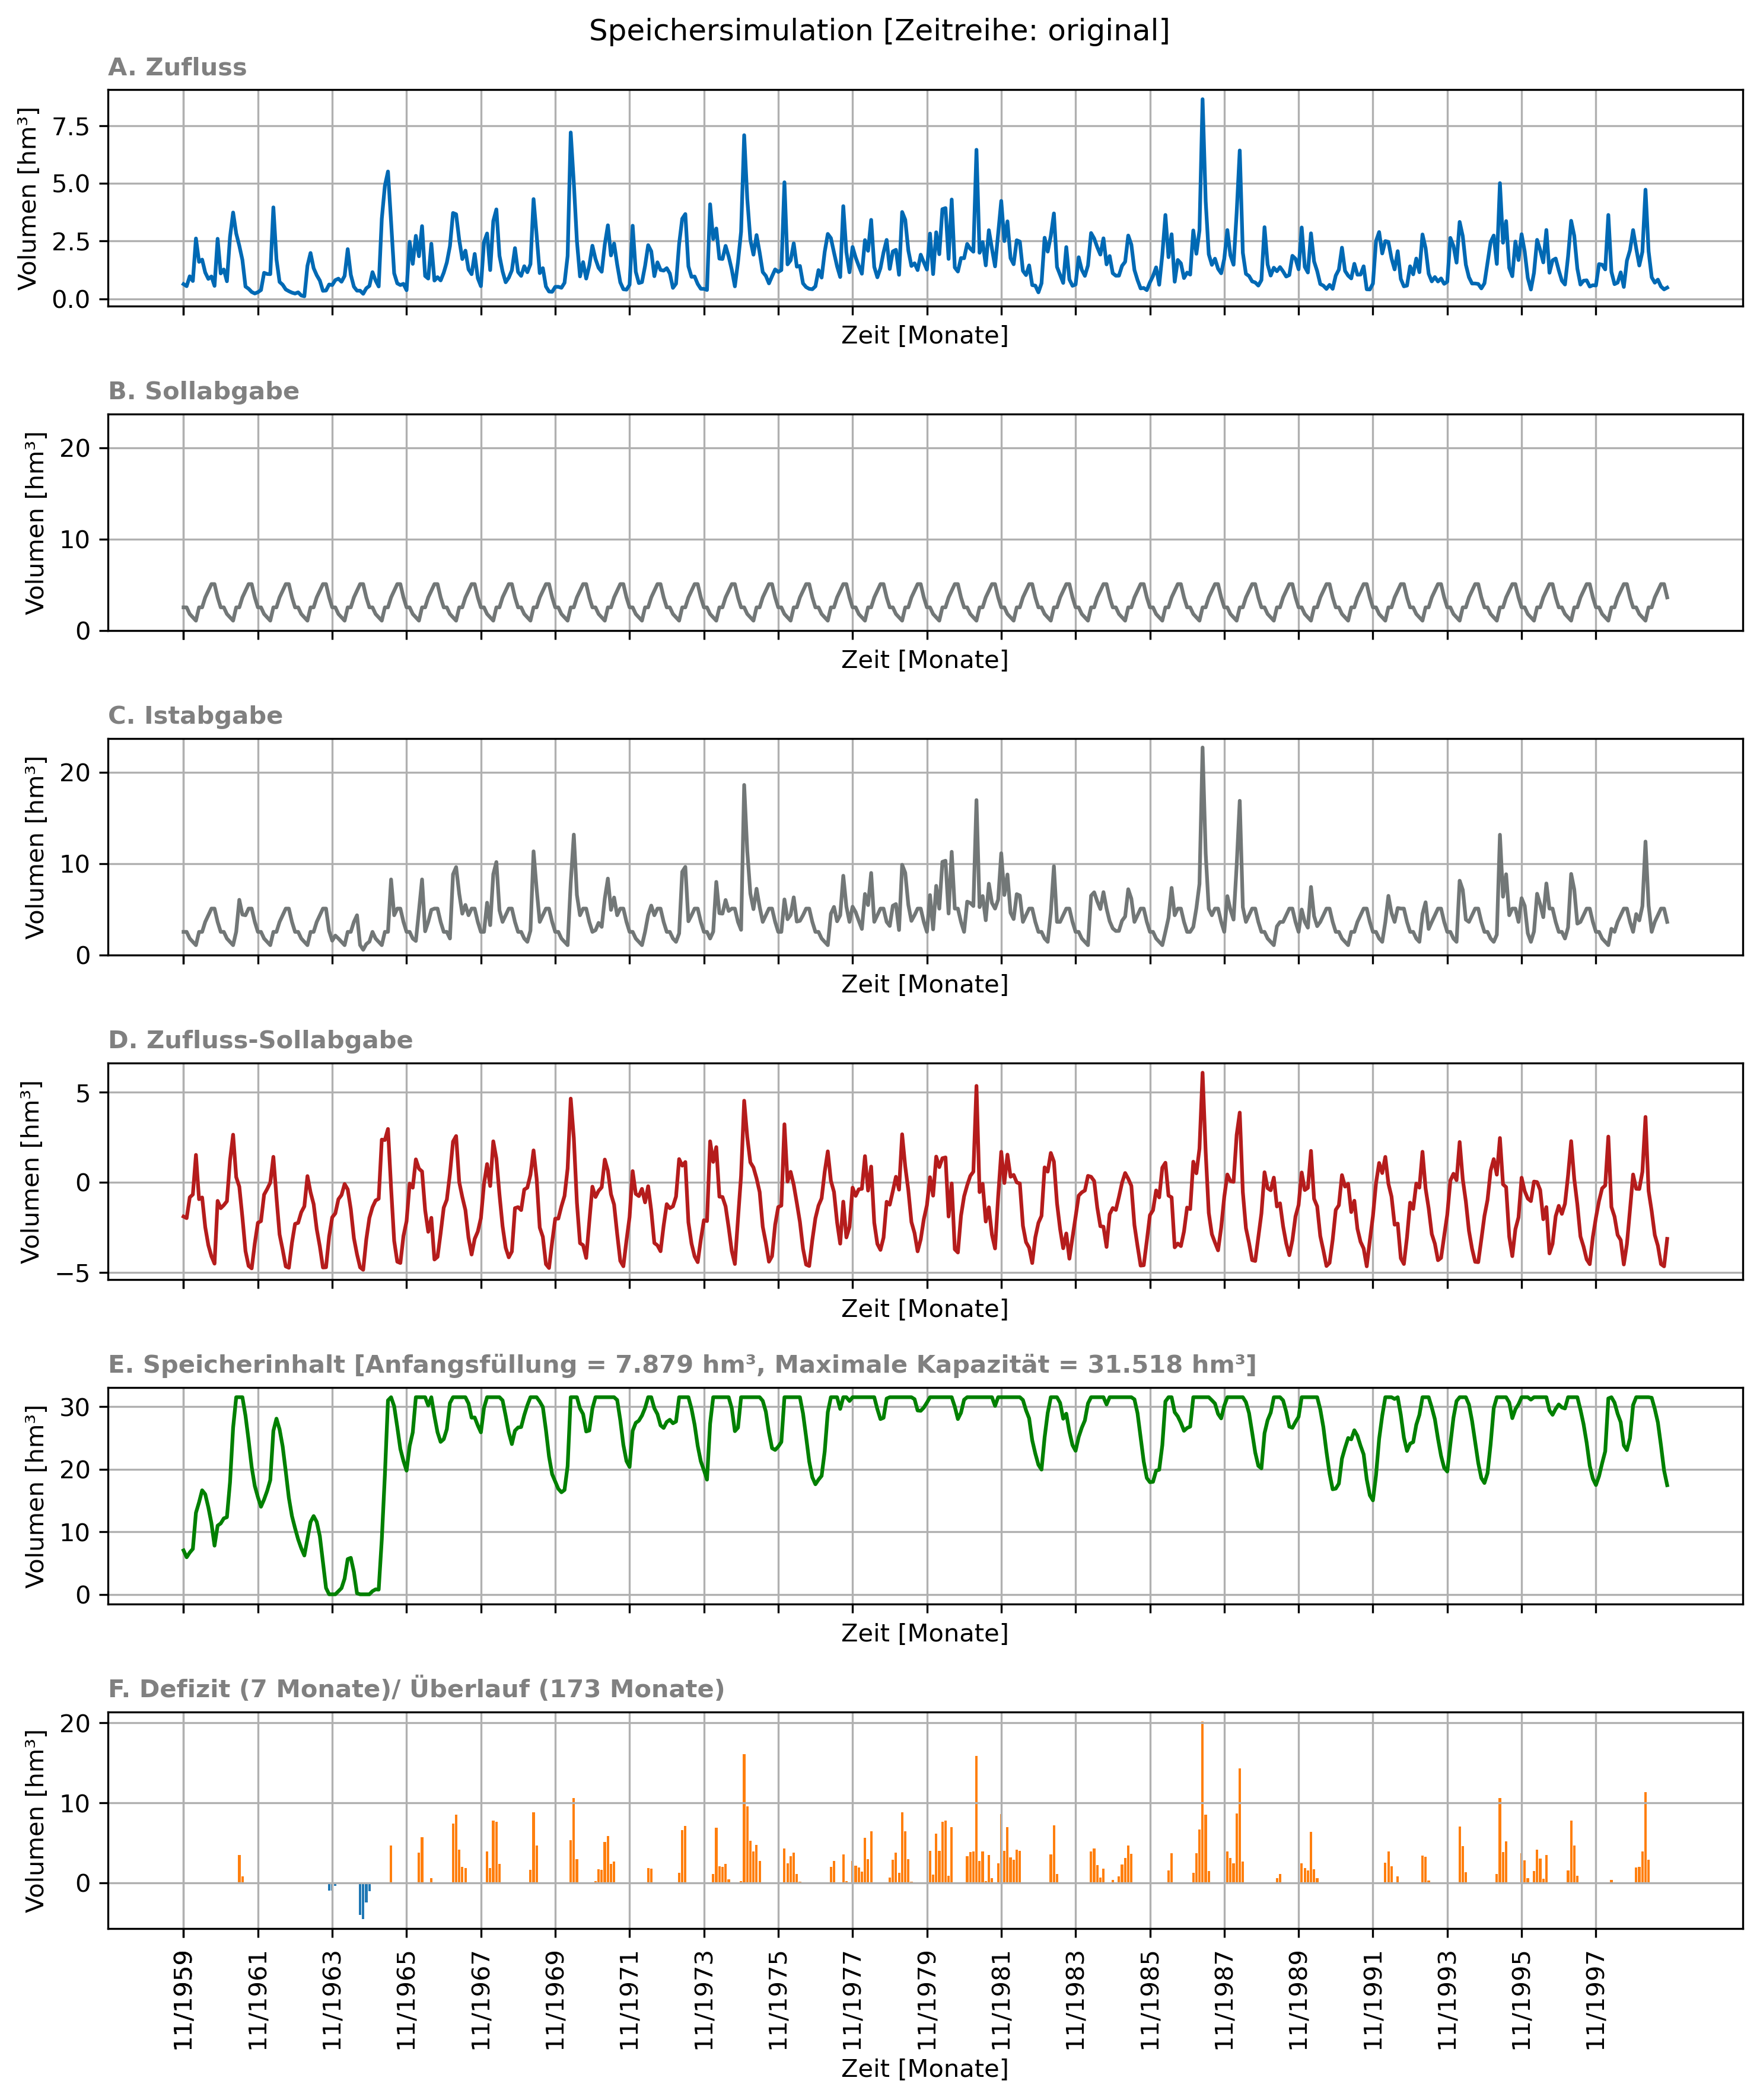 Speichersimulation [Zeitreihe: original]
A. Zufluss
Volumen [hm³]
7.5
5.0
2.5
0.0
Zeit [Monate]
B. Sollabgabe
Volumen [hm³]
20
10
0
Zeit [Monate]
C. Istabgabe
Volumen [hm³]
20
10
0
Zeit [Monate]
D. Zufluss-Sollabgabe
Volumen [hm³]
5
0
−5
Zeit [Monate]
E. Speicherinhalt [Anfangsfüllung = 7.879 hm³, Maximale Kapazität = 31.518 hm³]
Volumen [hm³]
30
20
10
0
Zeit [Monate]
F. Defizit (7 Monate)/ Überlauf (173 Monate)
Volumen [hm³]
20
10
0
11/1959
11/1961
11/1963
11/1965
11/1967
11/1969
11/1971
11/1973
11/1975
11/1977
11/1979
11/1981
11/1983
11/1985
11/1987
11/1989
11/1991
11/1993
11/1995
11/1997
Zeit [Monate]